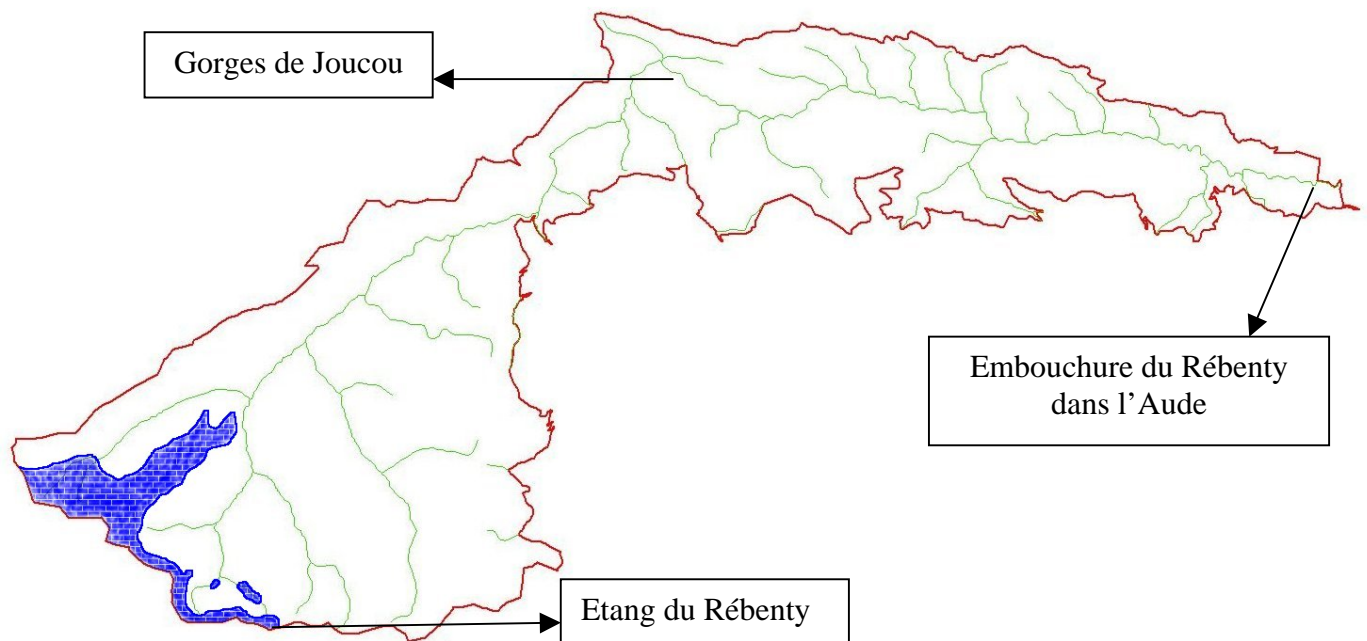 Gorges de Joucou
Embouchure du Rébenty
dans l’Aude
Etang du Rébenty